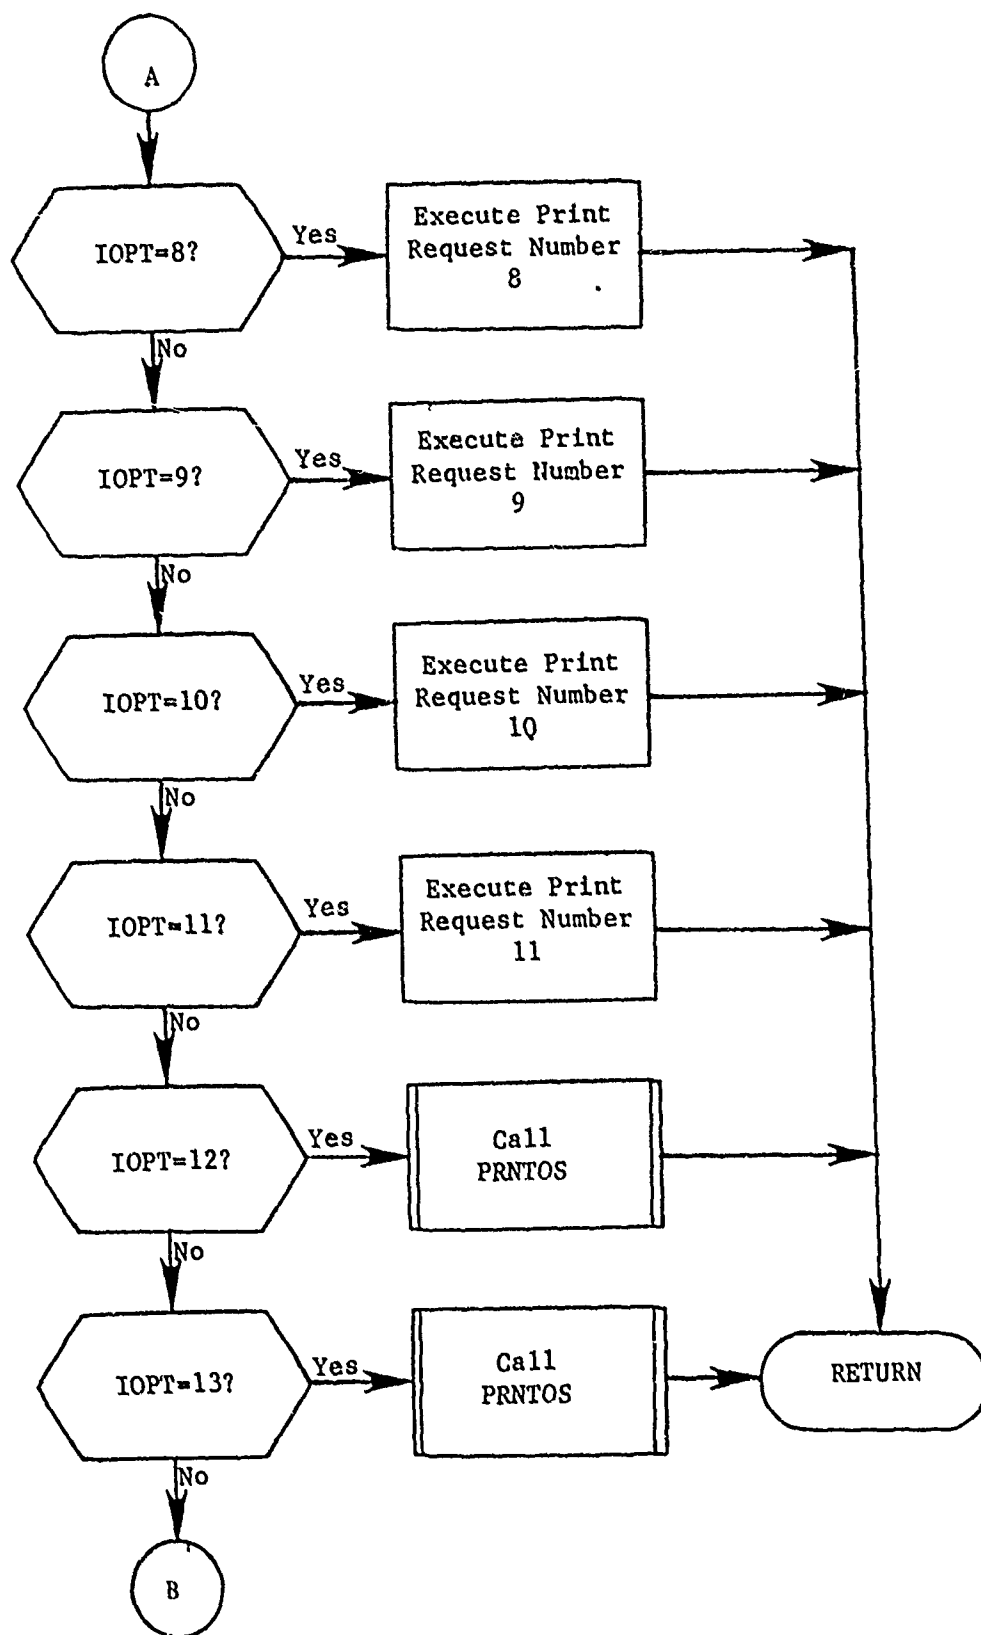 A
IOPT=8?
Yes
Execute Print
Request Number
8
No
IOPT=9?
Yes
Execute Print
Request Number
9
No
IOPT=10?
Yes
Execute Print
Request Number
10
No
IOPT=11?
Yes
Execute Print
Request Number
11
No
IOPT=12?
Yes
Call
PRNTOS
No
IOPT=13?
Yes
Call
PRNTOS
RETURN
No
B